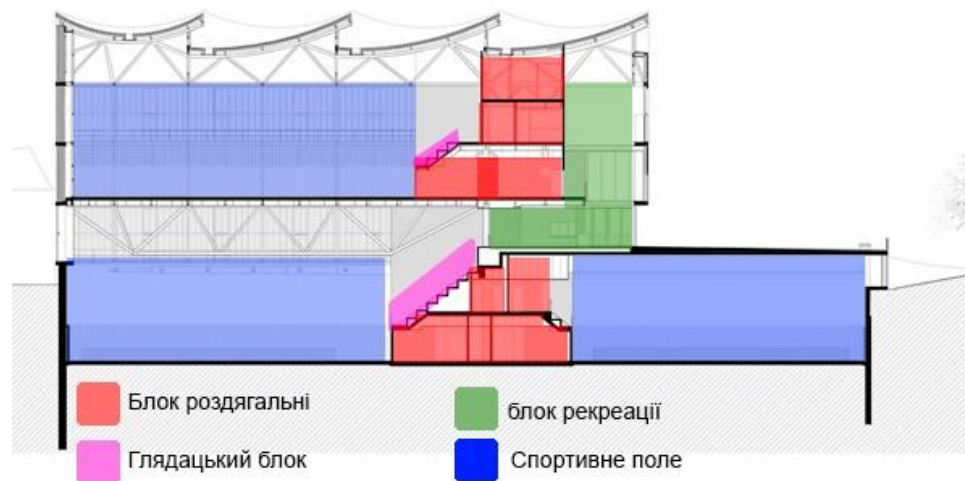 Блок роздягальні
блок рекреації
Глядацький блок
Спортивне поле